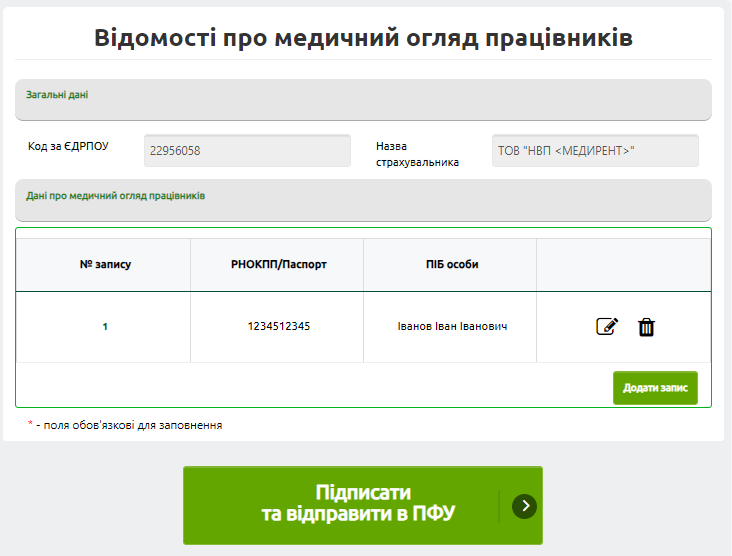 Відомості про медичний огляд працівників
Загальні дані
Код за ЄДРПОУ 22956058 Назва страхувальника ТОВ "НВП <МЕДИРЕНТ>"
Дані про медичний огляд працівників
№ запису РНОКПП/Паспорт ПІБ особи
1 1234512345 Іванов Іван Іванович
Додати запис
* - поля обов'язкові для заповнення
Підписати
та відправити в ПФУ